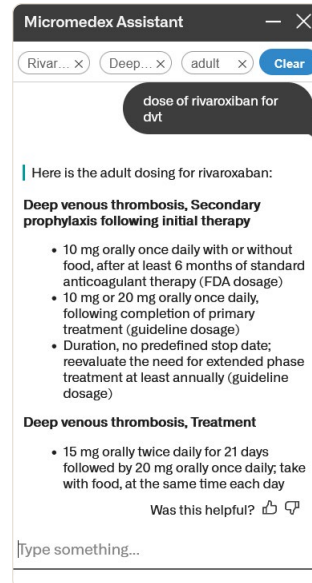 Micromedex Assistant
Rivar... Deep... adult Clear
dose of rivaroxiban for
dvt
Here is the adult dosing for rivaroxaban:
Deep venous thrombosis, Secondary
prophylaxis following initial therapy
• 10 mg orally once daily with or without
food, after at least 6 months of standard
anticoagulant therapy (FDA dosage)
• 10 mg or 20 mg orally once daily,
following completion of primary
treatment (guideline dosage)
• Duration, no predefined stop date;
reevaluate the need for extended phase
treatment at least annually (guideline
dosage)
Deep venous thrombosis, Treatment
• 15 mg orally twice daily for 21 days
followed by 20 mg orally once daily; take
with food, at the same time each day
Was this helpful?
Type something...